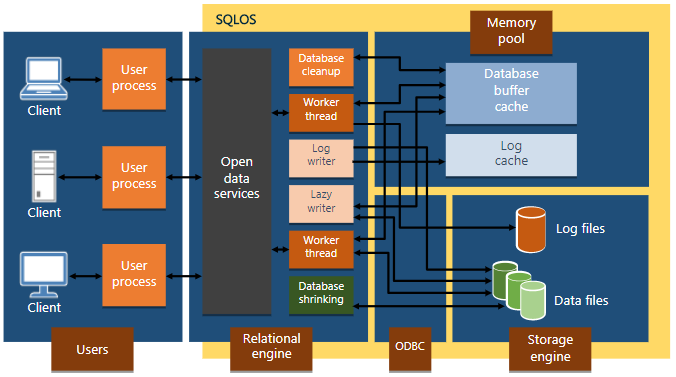 SQLOS
Memory
pool
User
process
Client
User
process
Client
User
process
Client
Open
data
services
Database
cleanup
Worker
thread
Log
writer
Lazy
writer
Worker
thread
Database
shrinking
Database
buffer
cache
Log
cache
Log files
Data files
Users
Relational
engine
ODBC
Storage
engine